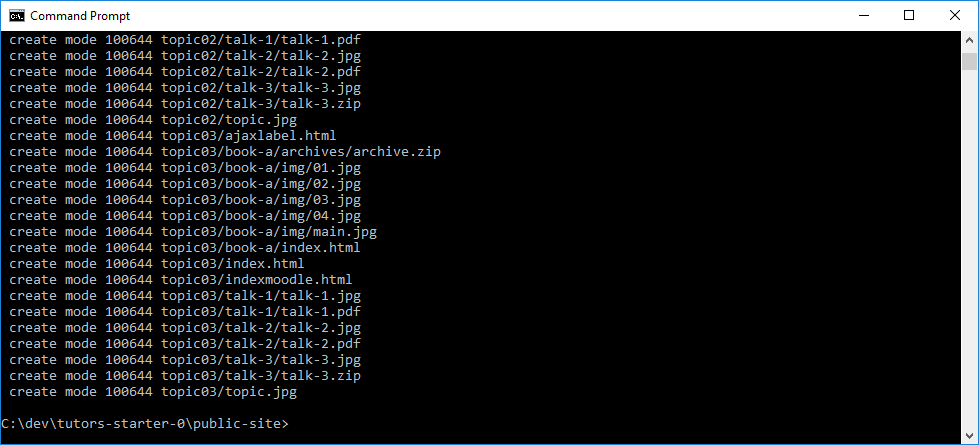 Command Prompt
create mode 100644 topic02/talk-1/talk-1.pdf
create mode 100644 topic02/talk-2/talk-2.jpg
create mode 100644 topic02/talk-2/talk-2.pdf
create mode 100644 topic02/talk-3/talk-3.jpg
create mode 100644 topic02/talk-3/talk-3.zip
create mode 100644 topic02/topic.jpg
create mode 100644 topic03/ajaxlabel.html
create mode 100644 topic03/book-a/archives/archive.zip
create mode 100644 topic03/book-a/img/01.jpg
create mode 100644 topic03/book-a/img/02.jpg
create mode 100644 topic03/book-a/img/03.jpg
create mode 100644 topic03/book-a/img/04.jpg
create mode 100644 topic03/book-a/img/main.jpg
create mode 100644 topic03/book-a/index.html
create mode 100644 topic03/index.html
create mode 100644 topic03/indexmoodle.html
create mode 100644 topic03/talk-1/talk-1.jpg
create mode 100644 topic03/talk-1/talk-1.pdf
create mode 100644 topic03/talk-2/talk-2.jpg
create mode 100644 topic03/talk-2/talk-2.pdf
create mode 100644 topic03/talk-3/talk-3.jpg
create mode 100644 topic03/talk-3/talk-3.zip
create mode 100644 topic03/topic.jpg
C:\dev\tutors-starter-0\public-site>